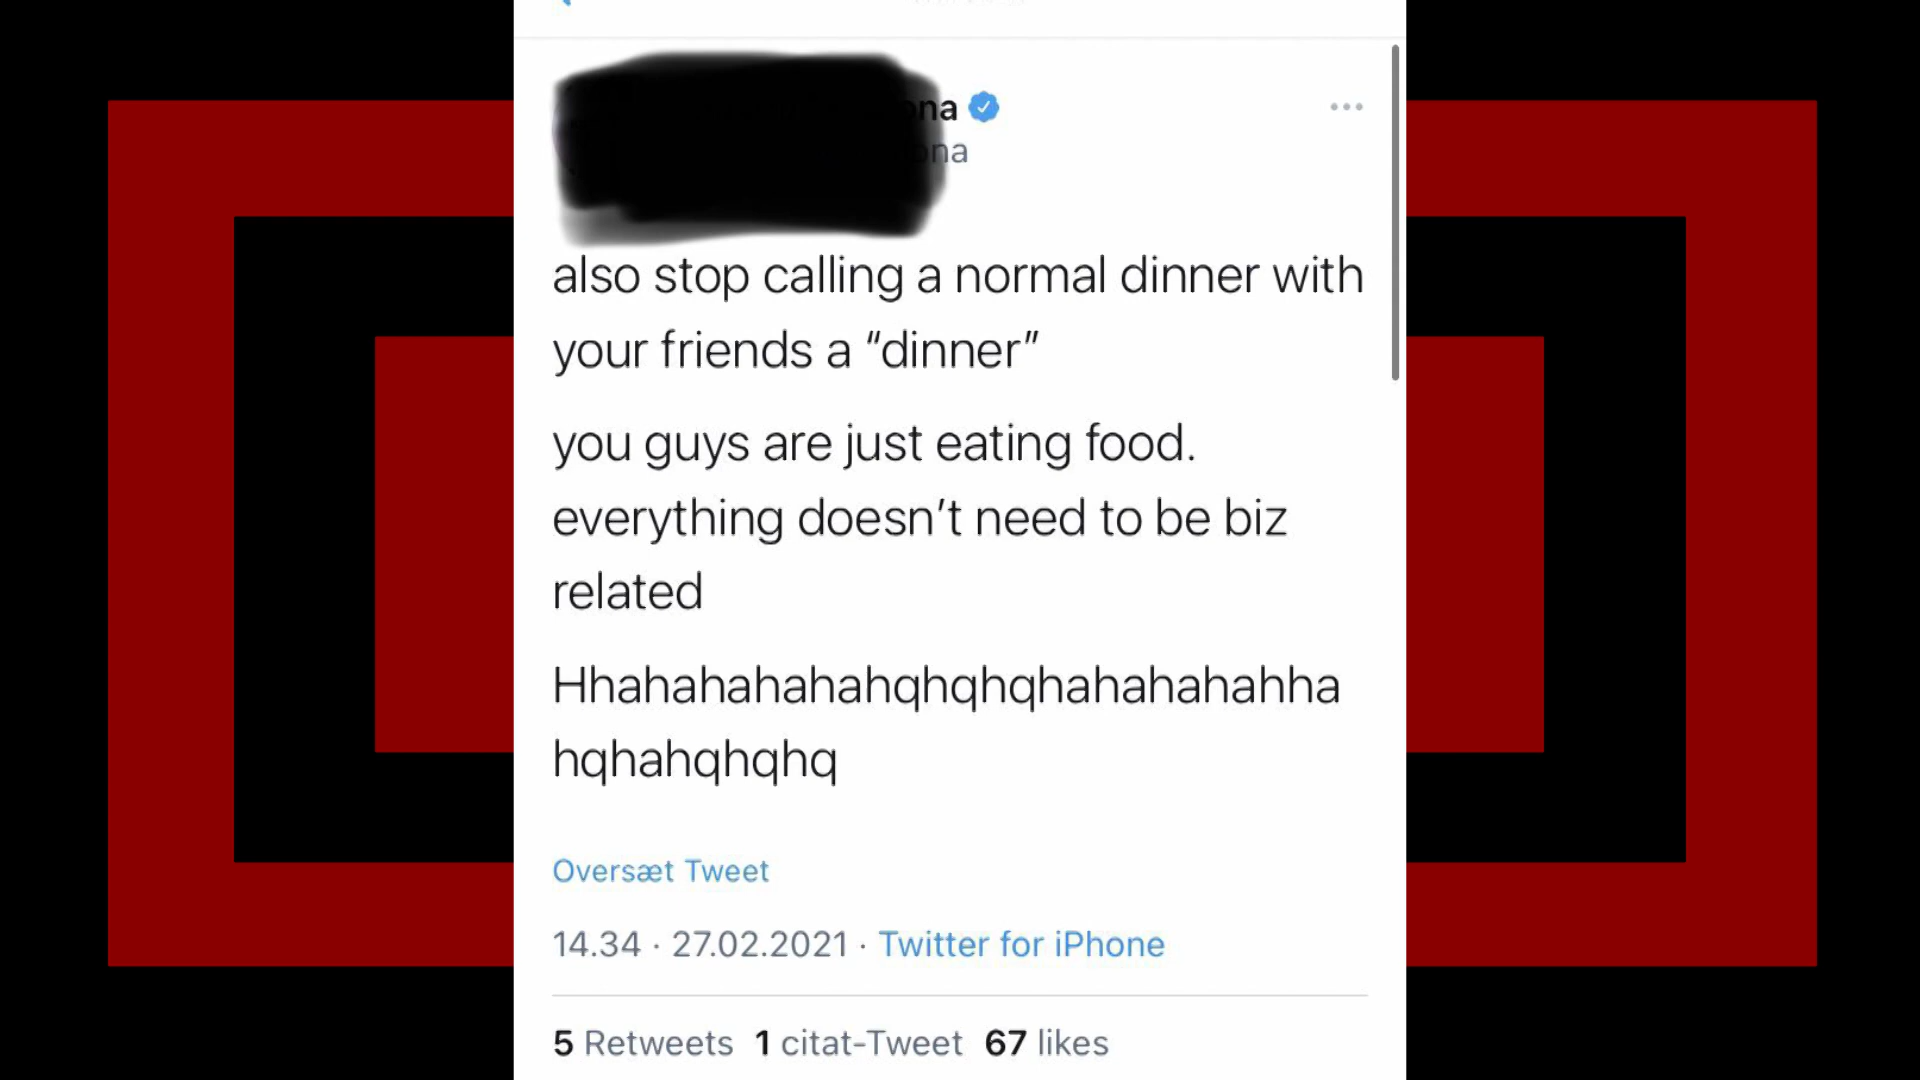 also stop calling a normal dinner with
your friends a “dinner”
you guys are just eating food.
everything doesn’t need to be biz
related
Hhahahahahahqhqhqhahahahahha
hqhahqhqhq
Oversæt Tweet
14.34 · 27.02.2021 · Twitter for iPhone
5 Retweets 1 citat-Tweet 67 likes